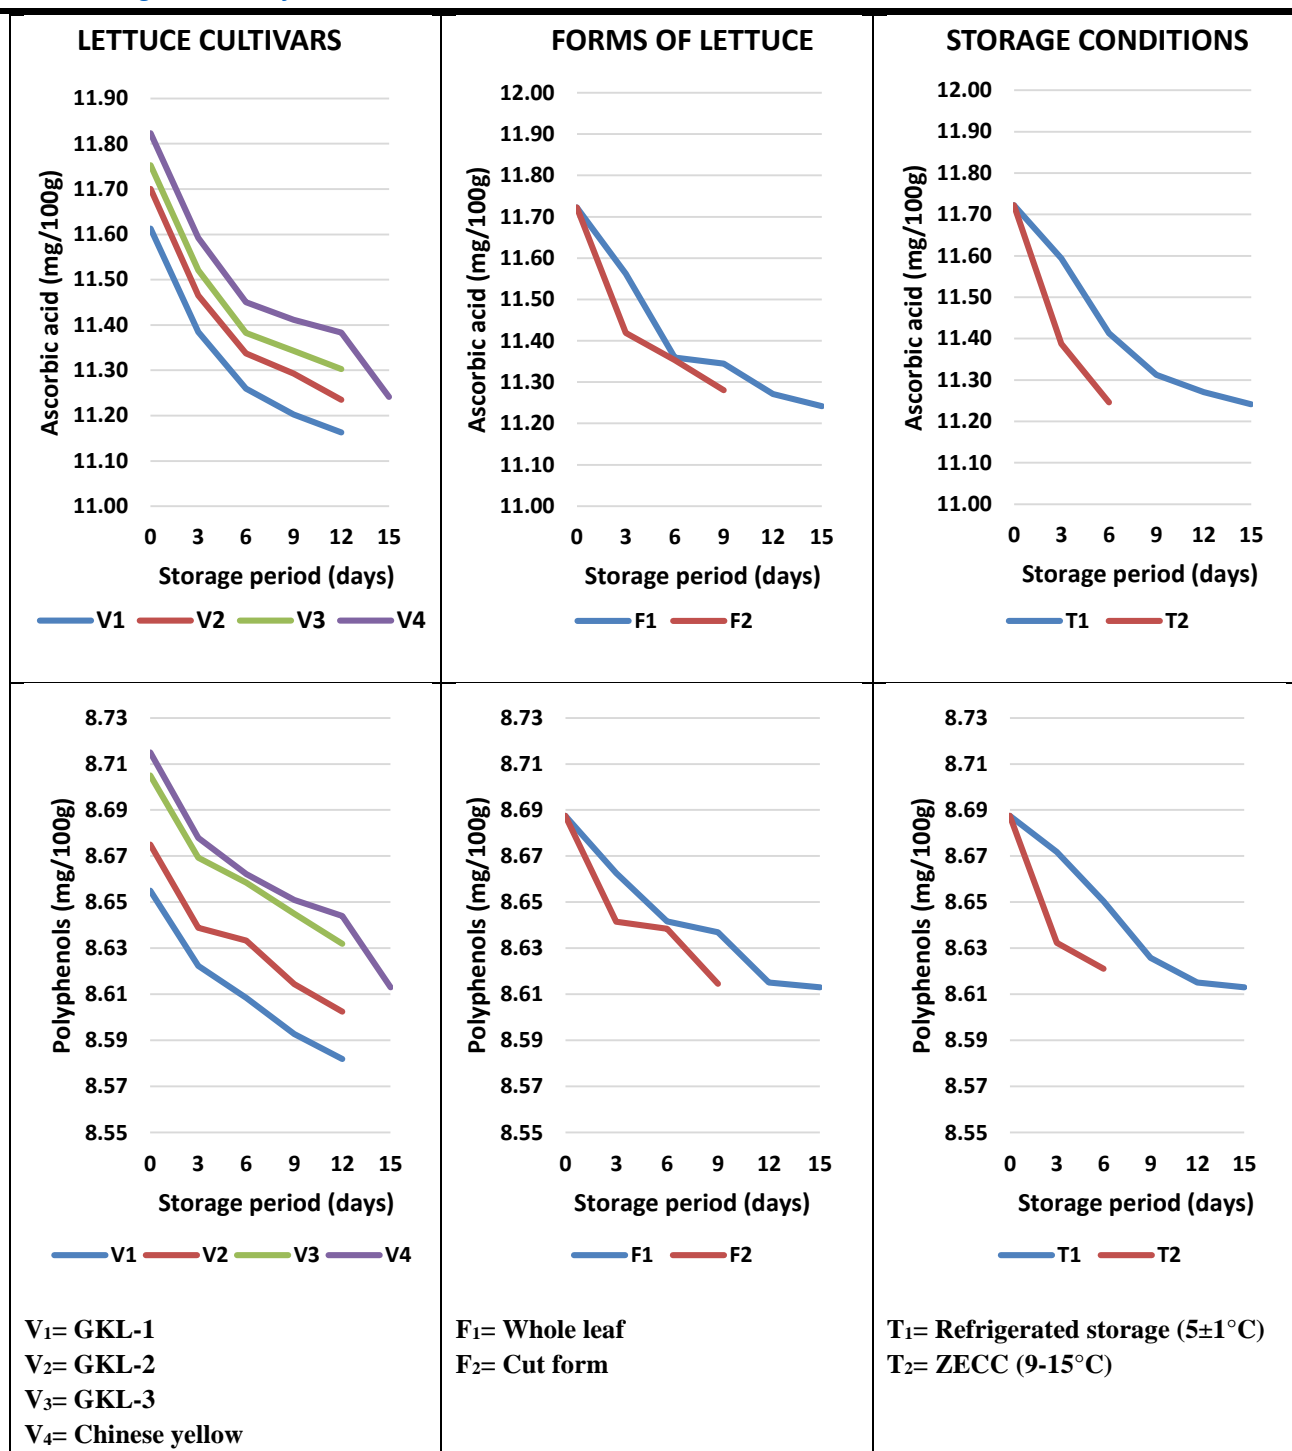 LETTUCE CULTIVARS
11.90
11.80
11.70
11.60
11.50
11.40
11.30
11.20
11.10
11.00
Ascorbic acid (mg/100g)
0 3 6 9 12 15
Storage period (days)
V1 V2 V3 V4
FORMS OF LETTUCE
12.00
11.90
11.80
11.70
11.60
11.50
11.40
11.30
11.20
11.10
11.00
Ascorbic acid (mg/100g)
0 3 6 9 12 15
Storage period (days)
F1 F2
STORAGE CONDITIONS
12.00
11.90
11.80
11.70
11.60
11.50
11.40
11.30
11.20
11.10
11.00
Ascorbic acid (mg/100g)
0 3 6 9 12 15
Storage period (days)
T1 T2
8.73
8.71
8.69
8.67
8.65
8.63
8.61
8.59
8.57
8.55
Polyphenols (mg/100g)
0 3 6 9 12 15
Storage period (days)
V1 V2 V3 V4
V1= GKL-1
V2= GKL-2
V3= GKL-3
V4= Chinese yellow
8.73
8.71
8.69
8.67
8.65
8.63
8.61
8.59
8.57
8.55
Polyphenols (mg/100g)
0 3 6 9 12 15
Storage period (days)
F1 F2
F1= Whole leaf
F2= Cut form
8.73
8.71
8.69
8.67
8.65
8.63
8.61
8.59
8.57
8.55
Polyphenols (mg/100g)
0 3 6 9 12 15
Storage period (days)
T1 T2
T1= Refrigerated storage (5±1°C)
T2= ZECC (9-15°C)